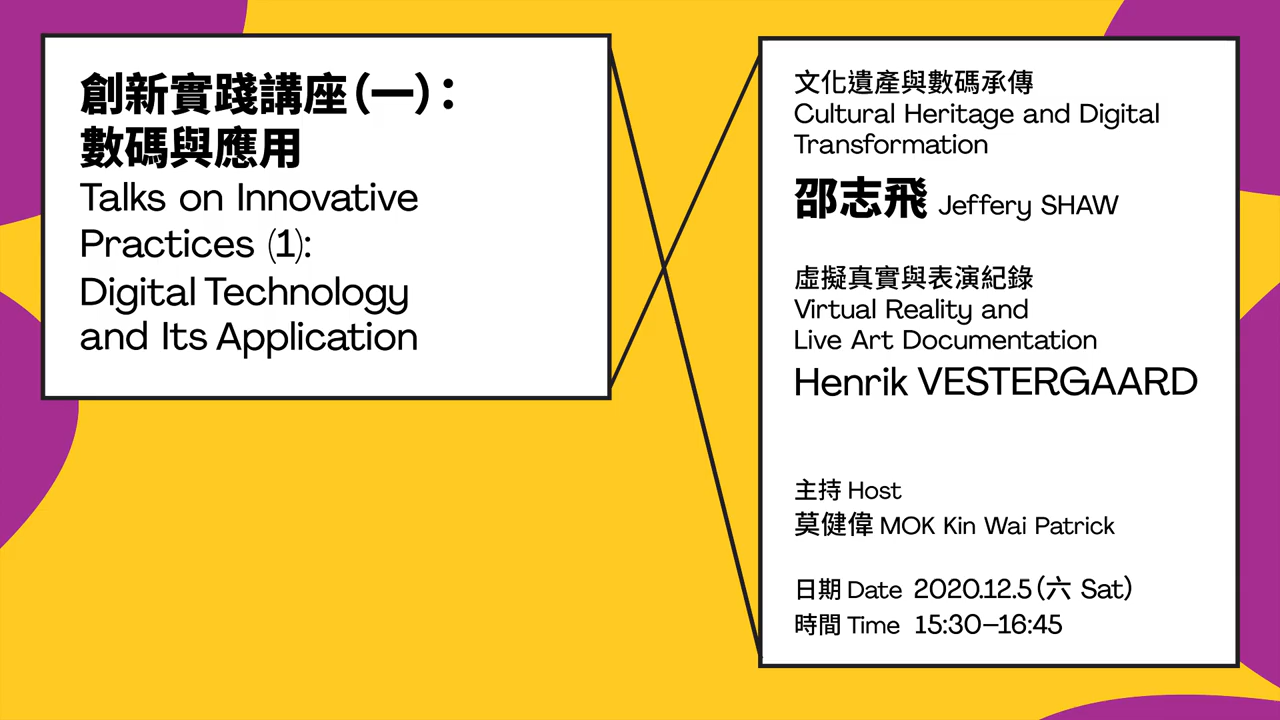 創新實踐講座(一)：
數碼與應用
Talks on Innovative
Practices (1):
Digital Technology
and Its Application
文化遺產與數碼承傳
Cultural Heritage and Digital
Transformation
邵志飛 Jeffery SHAW
虛擬真實與表演紀錄
Virtual Reality and
Live Art Documentation
Henrik VESTERGAARD
主持 Host
莫健偉 MOK Kin Wai Patrick
日期 Date 2020.12.5 (六 Sat)
時間 Time 15:30–16:45